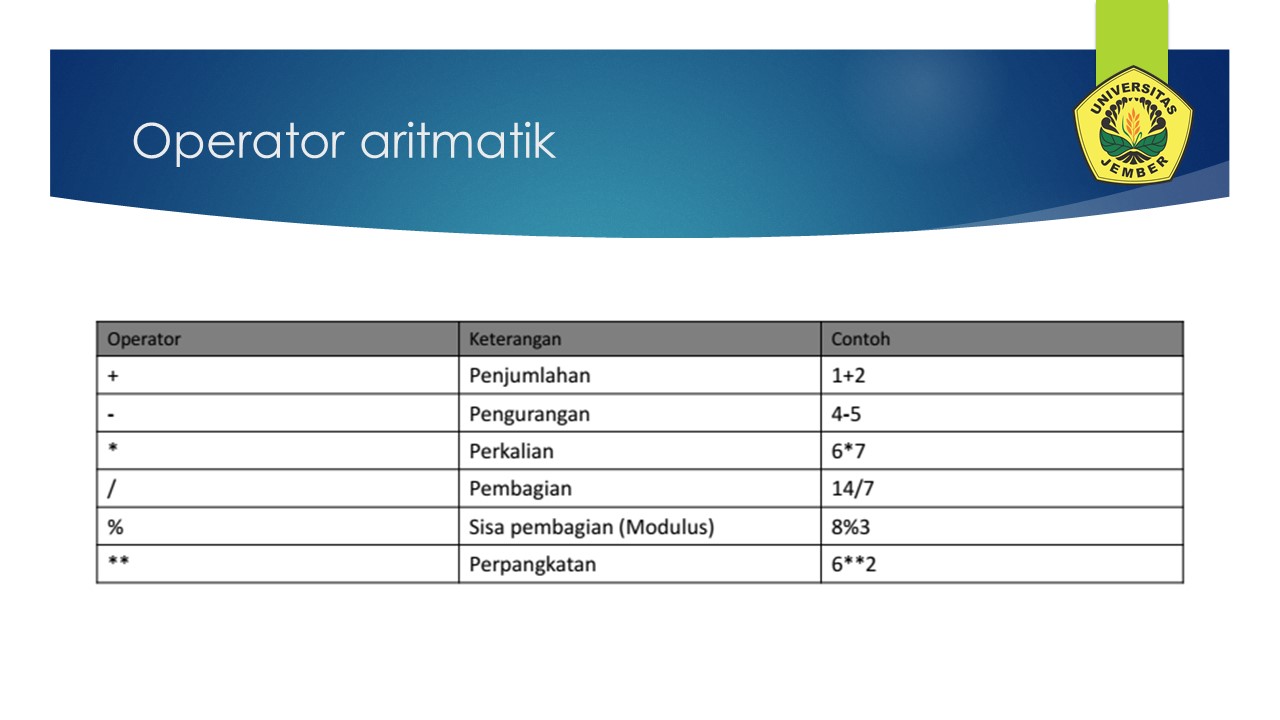 Operator aritmatik
UNIVERSITAS
JEMBER
Operator Keterangan Contoh
+ Penjumlahan 1+2
- Pengurangan 4-5
* Perkalian 6*7
/ Pembagian 14/7
% Sisa pembagian (Modulus) 8%3
** Perpangkatan 6**2